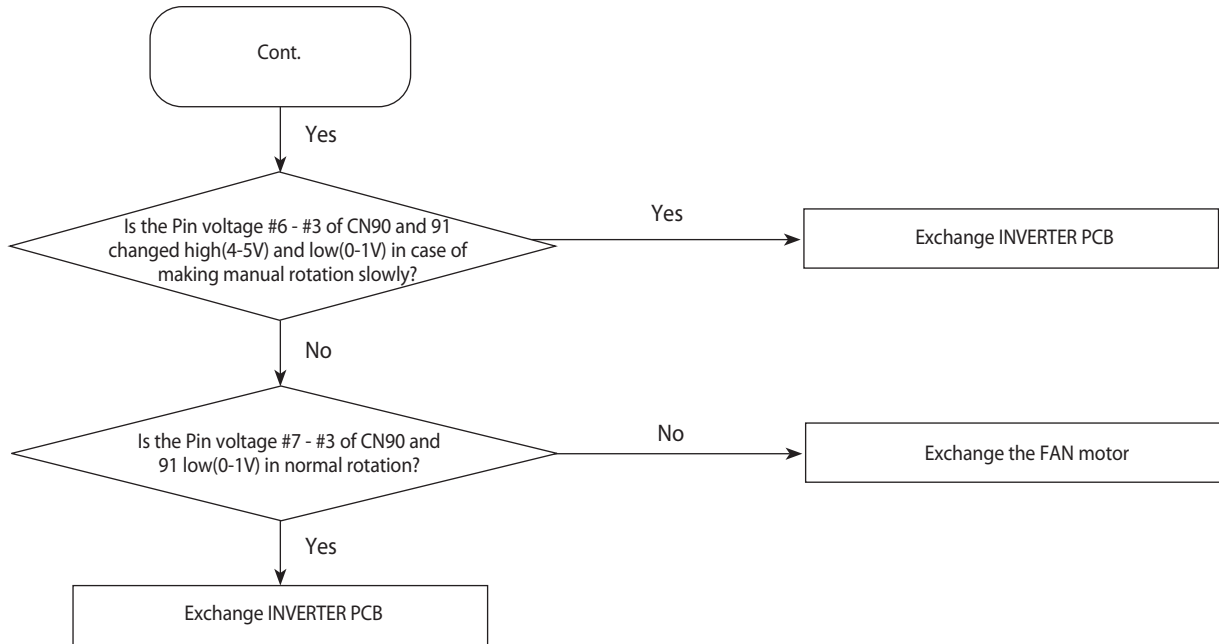 Cont.
Yes
Is the Pin voltage #6 - #3 of CN90 and 91
changed high(4-5V) and low(0-1V) in case of
making manual rotation slowly?
Yes
Exchange INVERTER PCB
No
Is the Pin voltage #7 - #3 of CN90 and
91 low(0-1V) in normal rotation?
No
Exchange the FAN motor
Yes
Exchange INVERTER PCB